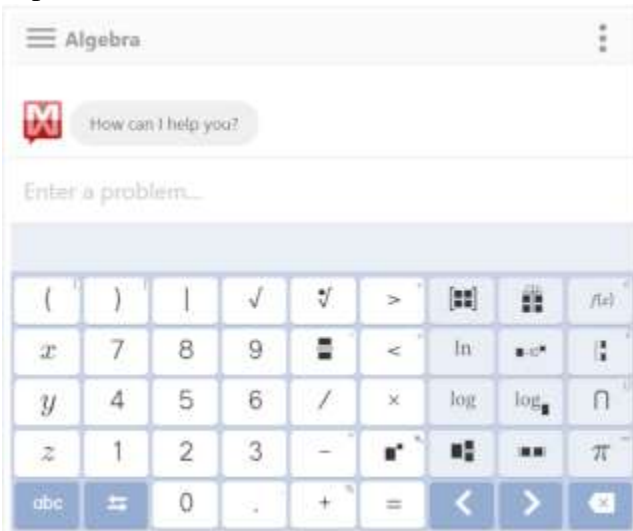 Algebra
How can I help you?
Enter a problem...
( ) | √ ∛ > f(x)
x 7 8 9 < ln
y 4 5 6 / × log log ∩
z 1 2 3 − π
abc 0 . + = < >